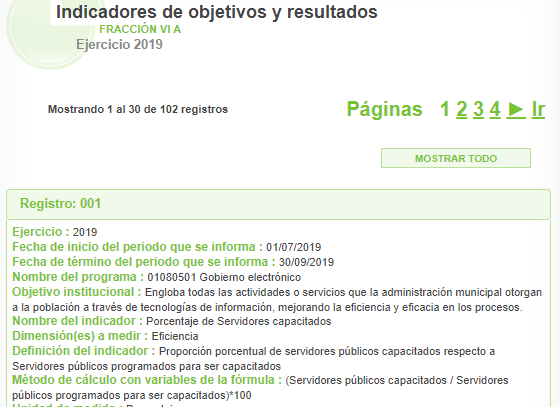 Indicadores de objetivos y resultados
FRACCIÓN VI A
Ejercicio 2019
Mostrando 1 al 30 de 102 registros
Páginas 1 2 3 4 ► Ir
MOSTRAR TODO
Registro: 001
Ejercicio : 2019
Fecha de inicio del periodo que se informa : 01/07/2019
Fecha de término del periodo que se informa : 30/09/2019
Nombre del programa : 01080501 Gobierno electrónico
Objetivo institucional : Engloba todas las actividades o servicios que la administración municipal otorgan
a la población a través de tecnologías de información, mejorando la eficiencia y eficacia en los procesos.
Nombre del indicador : Porcentaje de Servidores capacitados
Dimensión(es) a medir : Eficiencia
Definición del indicador : Proporción porcentual de servidores públicos capacitados respecto a
Servidores públicos programados para ser capacitados
Método de cálculo con variables de la fórmula : (Servidores públicos capacitados / Servidores
públicos programados para ser capacitados)*100